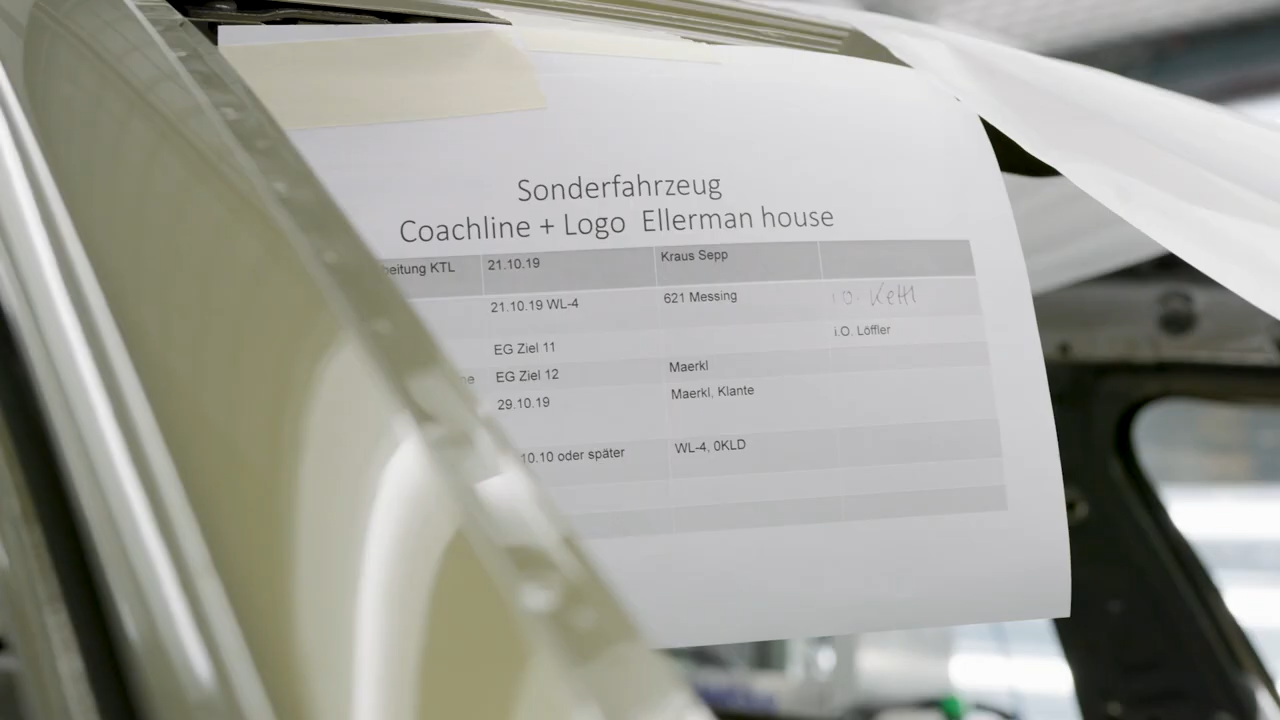 Sonderfahrzeug
Coachline + Logo Ellerman house
beitung KTL 21.10.19 Kraus Sepp
21.10.19 WL-4 621 Messing i.O. Kettl
i.O. Löffler
EG Ziel 11
EG Ziel 12 Maerkl
29.10.19 Maerkl, Klante
10.10 oder später WL-4, 0KLD